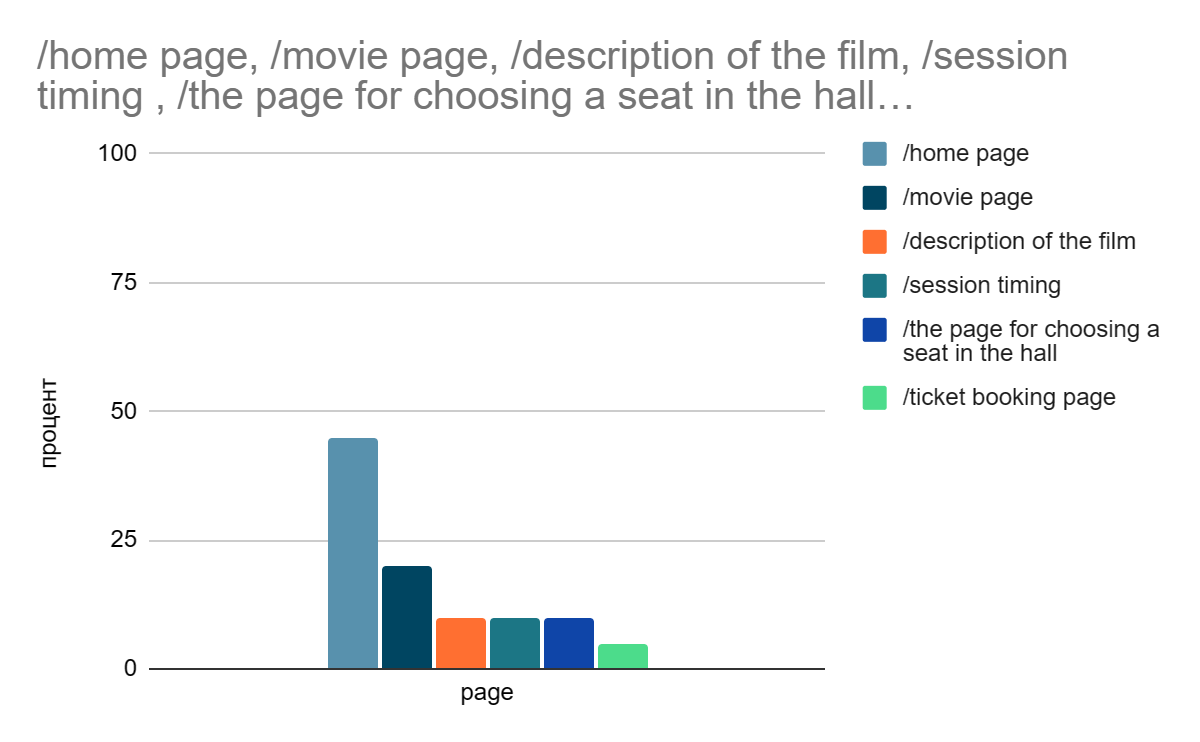 /home page, /movie page, /description of the film, /session
timing , /the page for choosing a seat in the hall…
100
75
50
25
0
процент
page
/home page
/movie page
/description of the film
/session timing
/the page for choosing a
seat in the hall
/ticket booking page